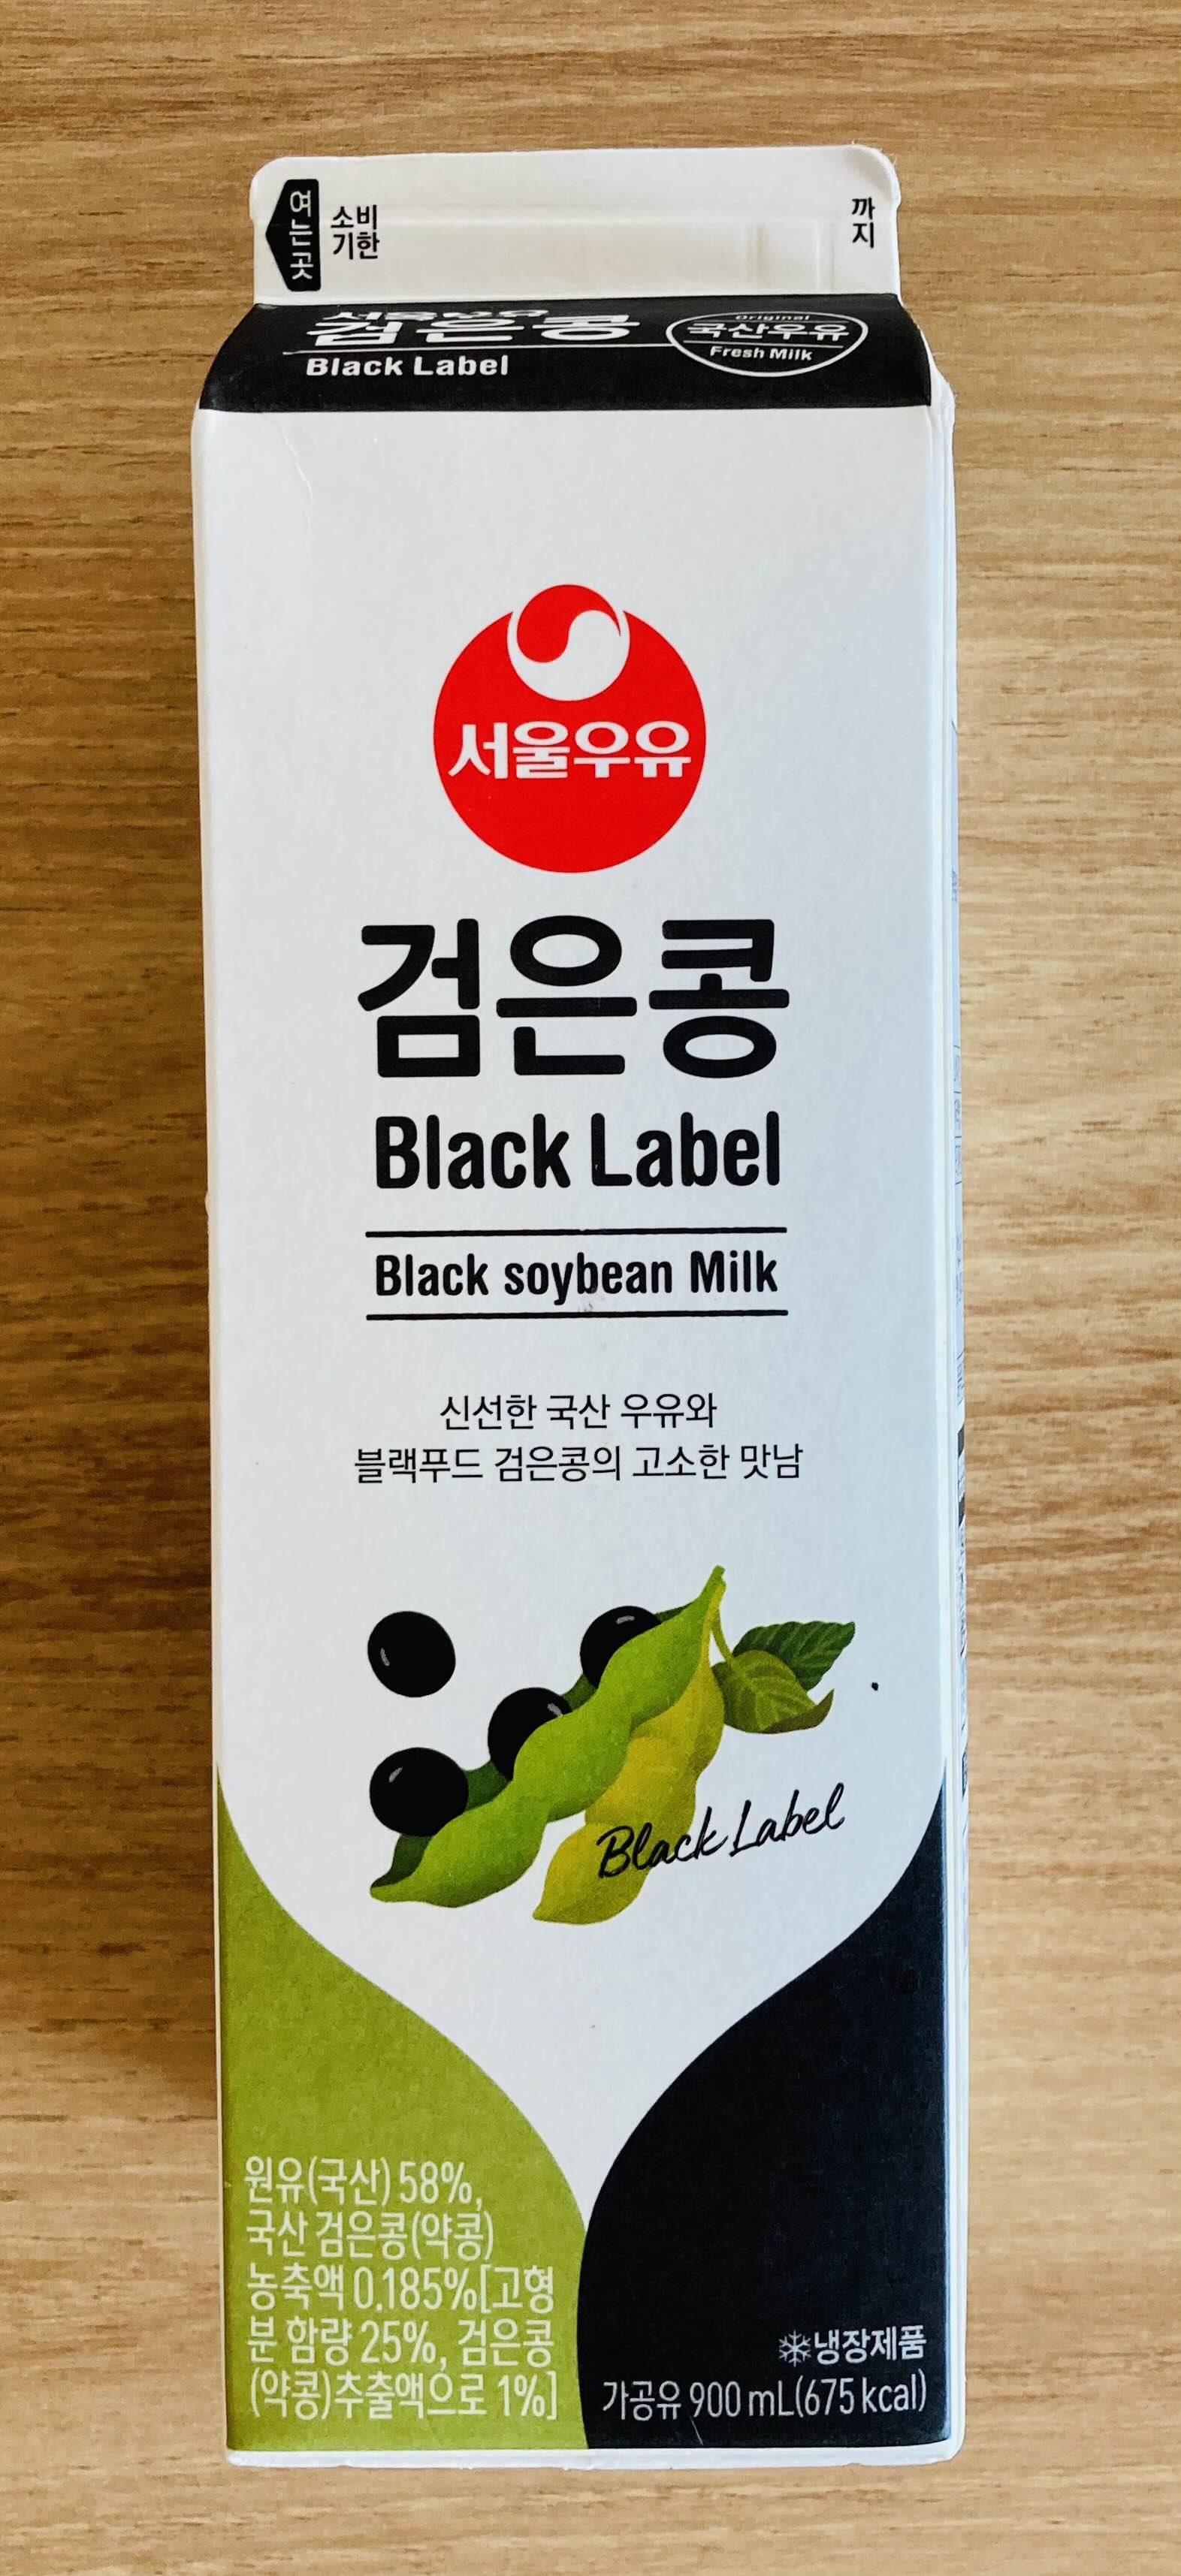 여는곳
소비
기한
까지
서울우유
검은콩
Black Label
Original
국산우유
Fresh Milk
서울우유
검은콩
Black Label
Black soybean Milk
신선한 국산 우유와
블랙푸드 검은콩의 고소한 맛남
Black Label
원유(국산) 58%,
국산 검은콩(약콩)
농축액 0.185%[고형
분 함량 25%, 검은콩
(약콩)추출액으로 1%]
냉장제품
가공유 900 mL(675 kcal)